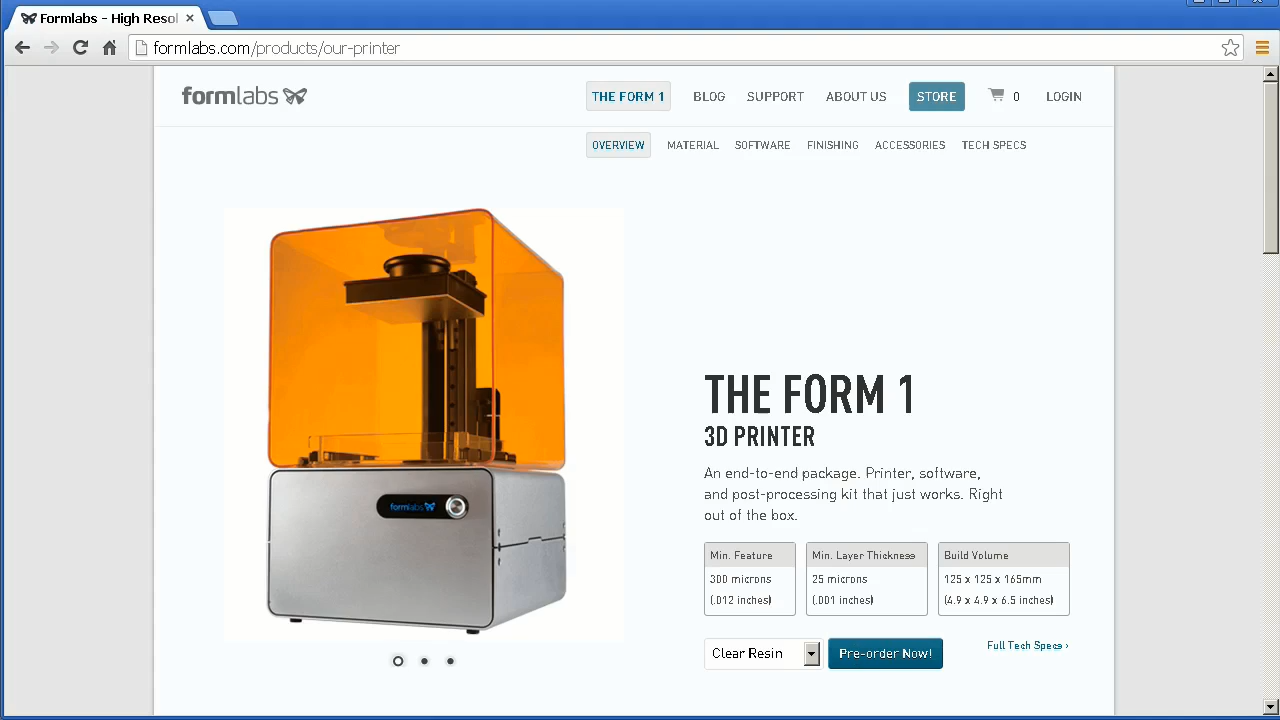 Formlabs - High Resol
formlabs.com/products/our-printer
formlabs
THE FORM 1
BLOG
SUPPORT
ABOUT US
STORE
0
LOGIN
OVERVIEW
MATERIAL
SOFTWARE
FINISHING
ACCESSORIES
TECH SPECS
formlabs
THE FORM 1
3D PRINTER
An end-to-end package. Printer, software,
and post-processing kit that just works. Right
out of the box.
Min. Feature
300 microns
(.012 inches)
Min. Layer Thickness
25 microns
(.001 inches)
Build Volume
125 x 125 x 165mm
(4.9 x 4.9 x 6.5 inches)
Clear Resin
Pre-order Now!
Full Tech Specs ›